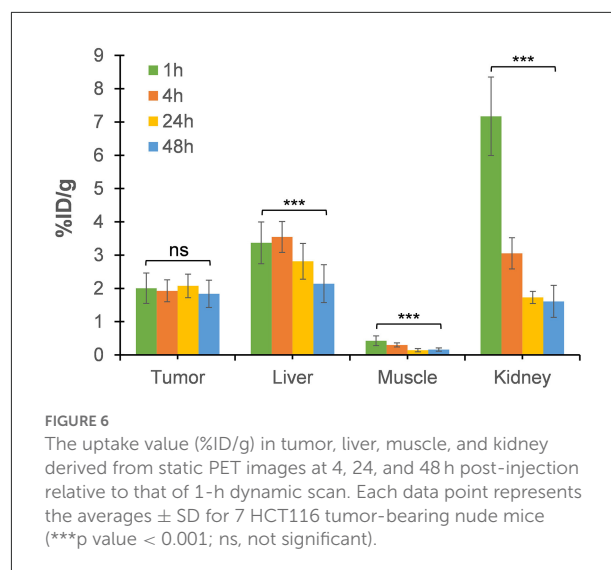 9
8
7
6
5
4
3
2
1
0
%ID/g
1h
4h
24h
48h
ns
***
***
***
Tumor Liver Muscle Kidney
FIGURE 6
The uptake value (%ID/g) in tumor, liver, muscle, and kidney
derived from static PET images at 4, 24, and 48 h post-injection
relative to that of 1-h dynamic scan. Each data point represents
the averages ± SD for 7 HCT116 tumor-bearing nude mice
(***p value < 0.001; ns, not significant).